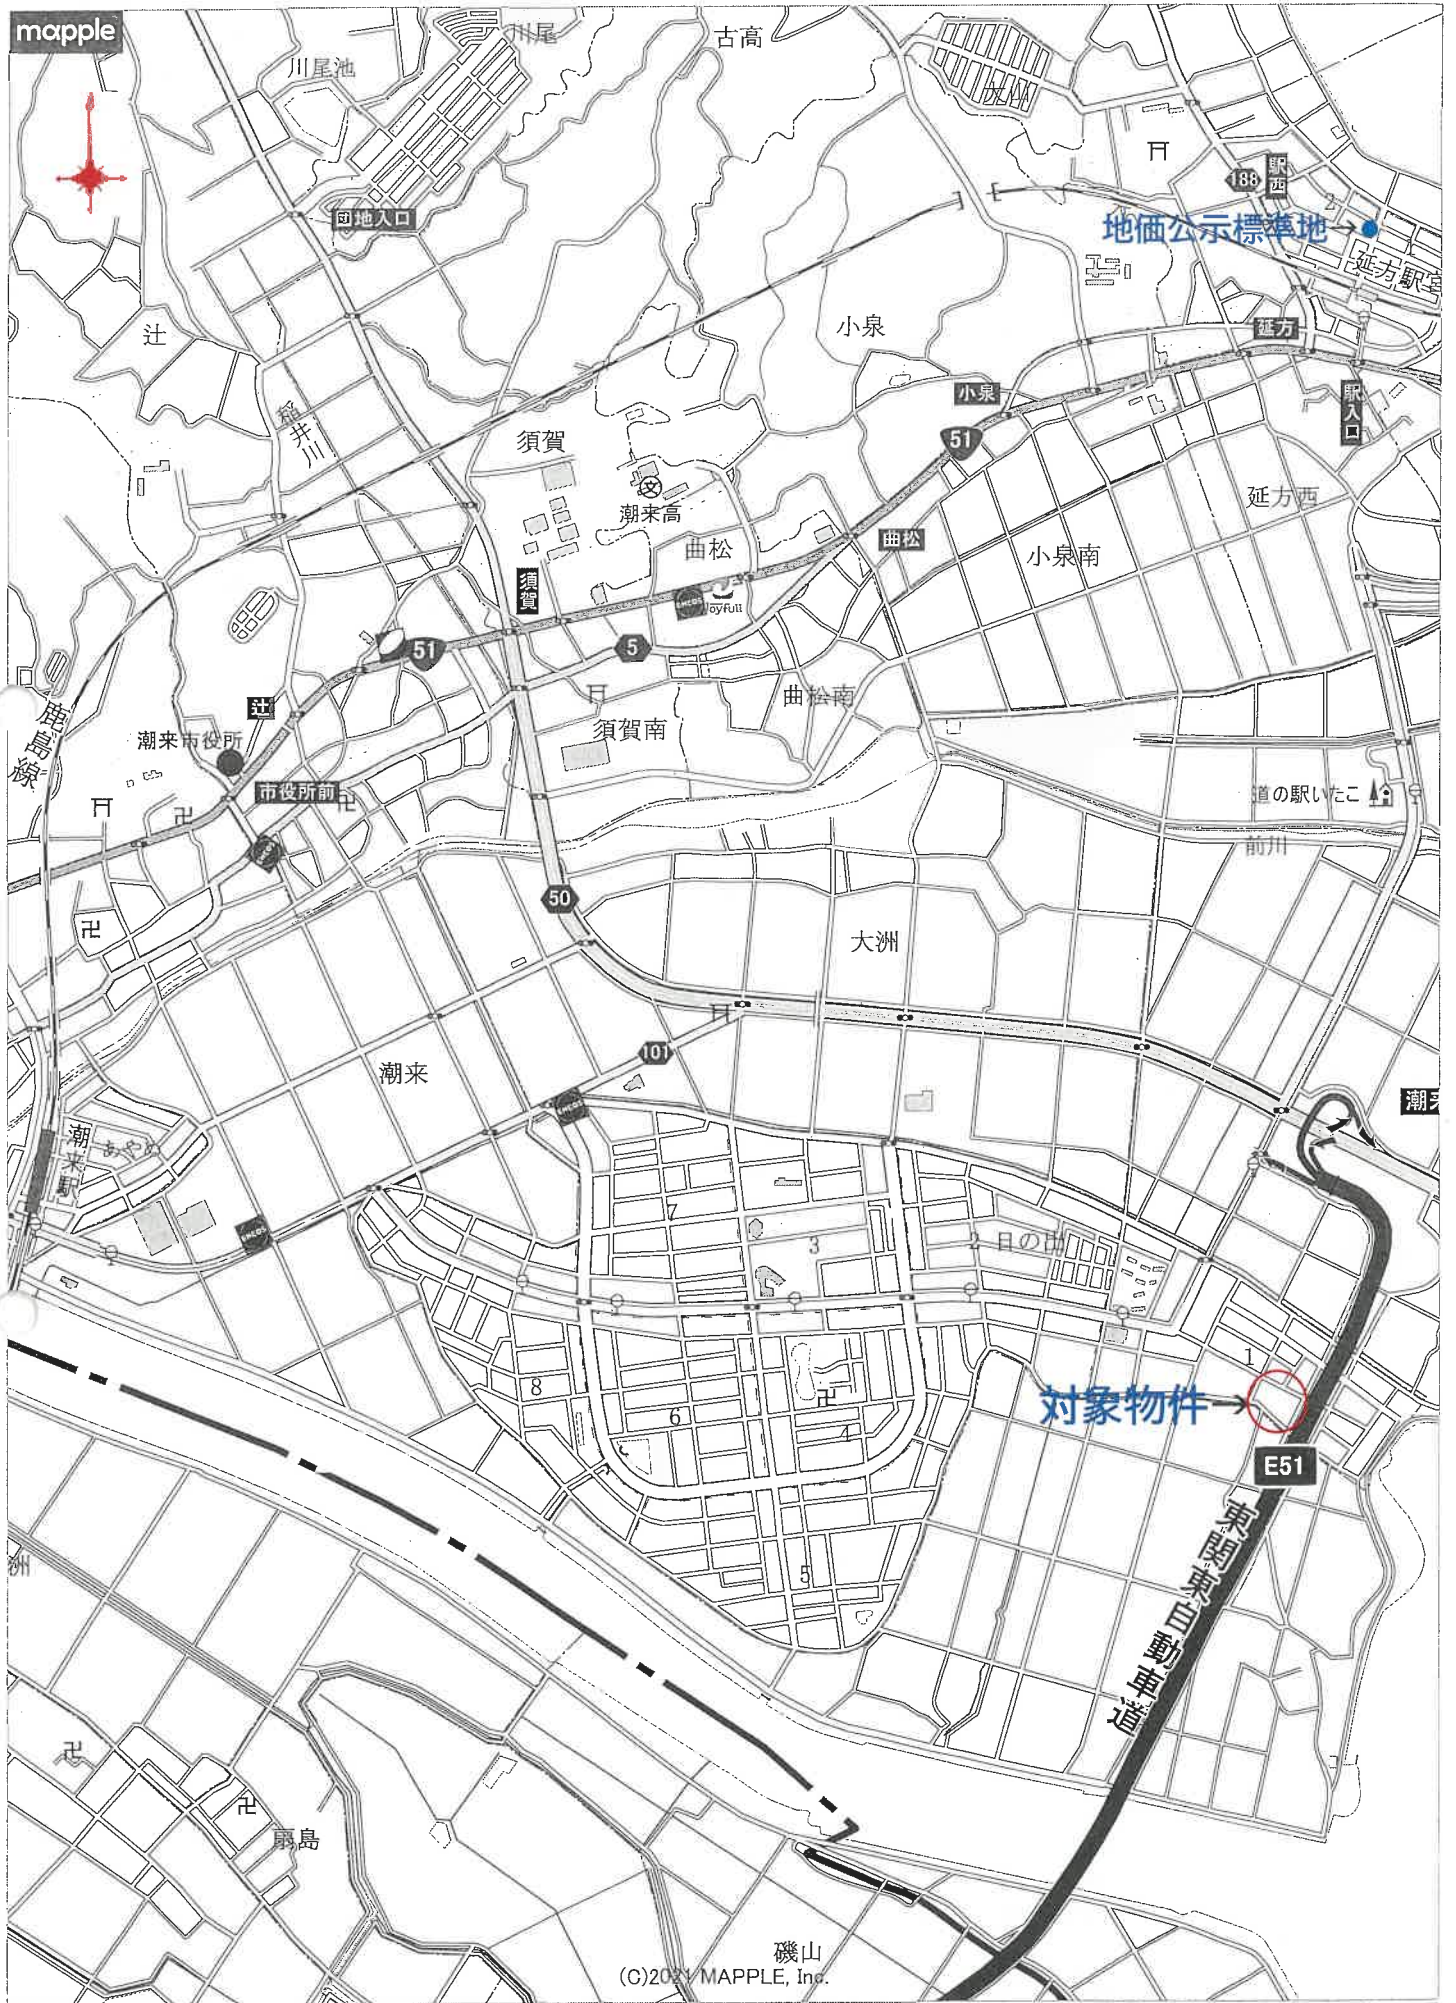 mapple
川尾
古高
川尾池
188
駅西
団地入口
2
地価公示標準地
延方駅
辻
小泉
延方
稲井川
小泉
駅入口
51
須賀
潮来高
延方西
曲松
曲松
小泉南
須賀
Joyfull
51
5
鹿島線
辻
曲松南
潮来市役所
須賀南
市役所前
道の駅いたこ
前川
50
大洲
101
潮来
潮来駅
あやめ
7
3
2
日の出
1
8
6
4
対象物件
E51
東関東自動車道
5
洲
扇島
磯山
(C)2021 MAPPLE, Inc.